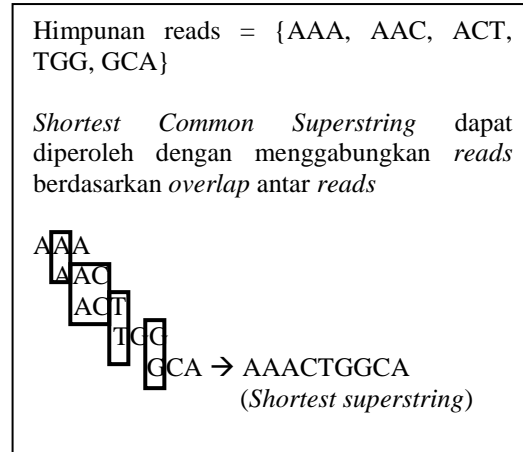 Himpunan reads = {AAA, AAC, ACT,
TGG, GCA}
Shortest Common Superstring dapat
diperoleh dengan menggabungkan reads
berdasarkan overlap antar reads
AAA
AAC
ACT
TGG
GCA → AAACTGGCA
(Shortest superstring)